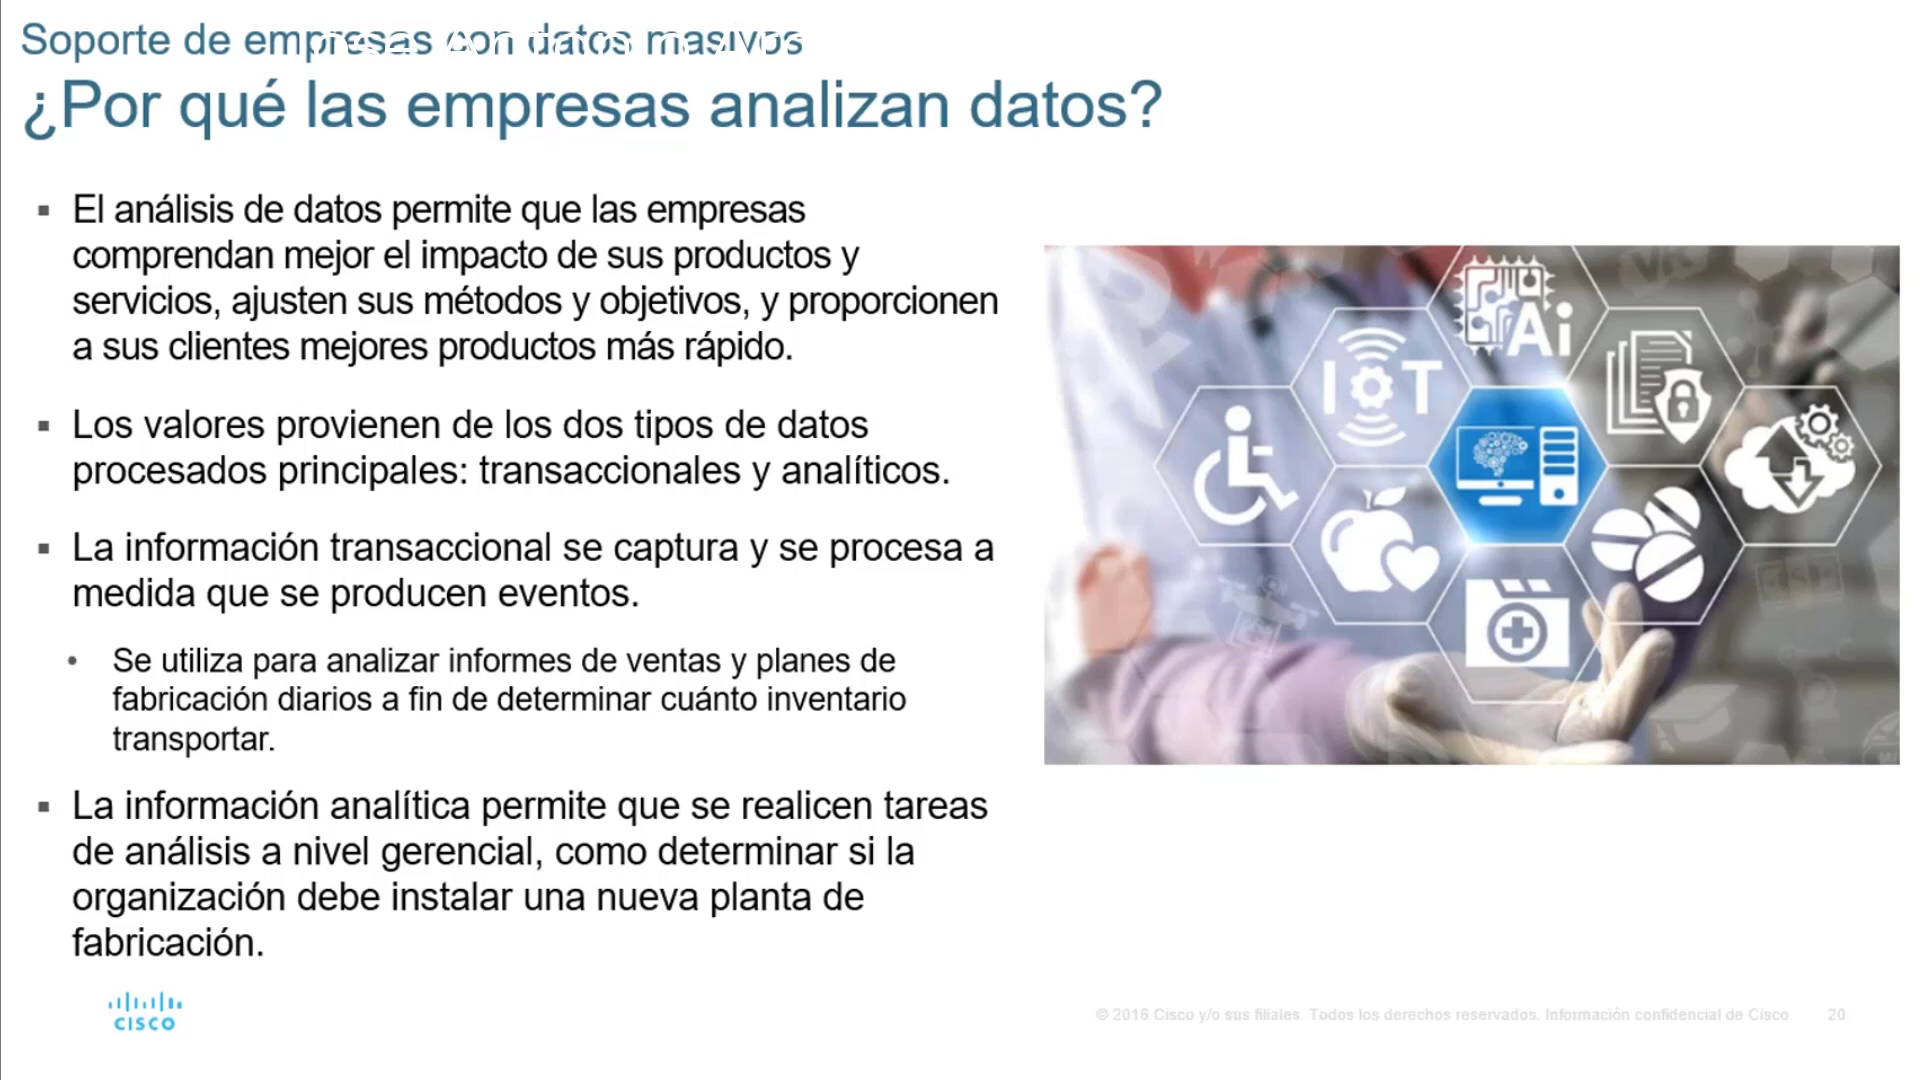 Soporte de empresas con datos masivos
¿Por qué las empresas analizan datos?
▪ El análisis de datos permite que las empresas
comprendan mejor el impacto de sus productos y
servicios, ajusten sus métodos y objetivos, y proporcionen
a sus clientes mejores productos más rápido.
▪ Los valores provienen de los dos tipos de datos
procesados principales: transaccionales y analíticos.
▪ La información transaccional se captura y se procesa a
medida que se producen eventos.
• Se utiliza para analizar informes de ventas y planes de
fabricación diarios a fin de determinar cuánto inventario
transportar.
▪ La información analítica permite que se realicen tareas
de análisis a nivel gerencial, como determinar si la
organización debe instalar una nueva planta de
fabricación.
Ai
IoT
CISCO
© 2016 Cisco y/o sus filiales. Todos los derechos reservados. Información confidencial de Cisco
20